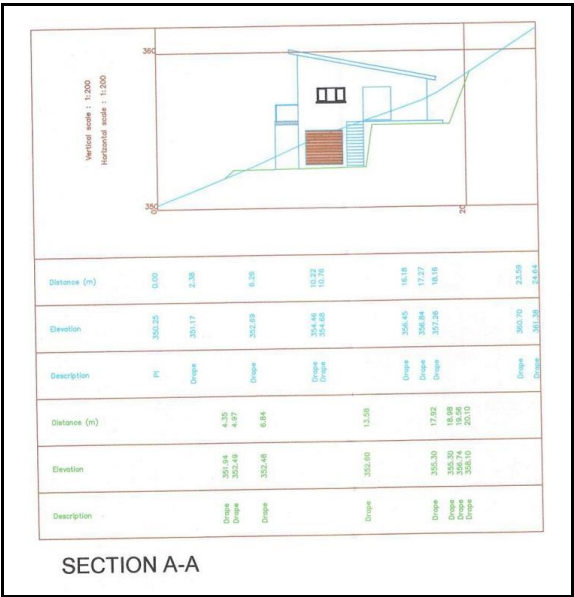 360
Vertical scale : 1:200
Horizontal scale : 1:200
350
0
20
Distance (m) 0.00 2.38 6.26 10.22 10.76 16.18 17.27 18.16 23.59 24.64
Elevation 350.25 351.17 352.69 354.46 354.68 356.45 356.84 357.28 360.70 361.38
Description PI Drape Drape Drape Drape Drape Drape Drape Drape Drape
Distance (m) 4.35 4.97 6.84 13.58 17.92 18.98 19.56 20.10
Elevation 351.94 352.49 352.48 352.60 355.30 355.30 356.74 358.10
Description Drape Drape Drape Drape Drape Drape Drape Drape
SECTION A-A